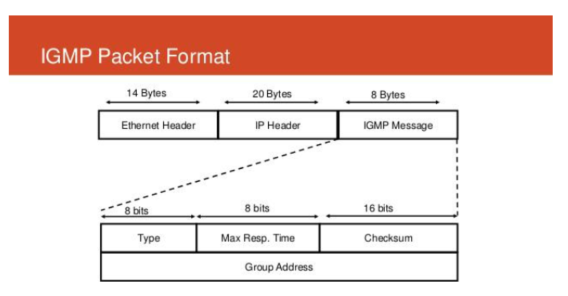 IGMP Packet Format
14 Bytes 20 Bytes 8 Bytes
Ethernet Header IP Header IGMP Message
8 bits 8 bits 16 bits
Type Max Resp. Time Checksum
Group Address